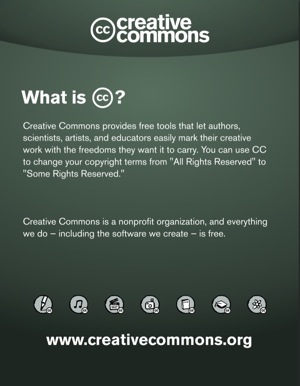 cc creative
commons
What is cc?
Creative Commons provides free tools that let authors,
scientists, artists, and educators easily mark their creative
work with the freedoms they want it to carry. You can use CC
to change your copyright terms from "All Rights Reserved" to
"Some Rights Reserved."
Creative Commons is a nonprofit organization, and everything
we do – including the software we create – is free.
www.creativecommons.org